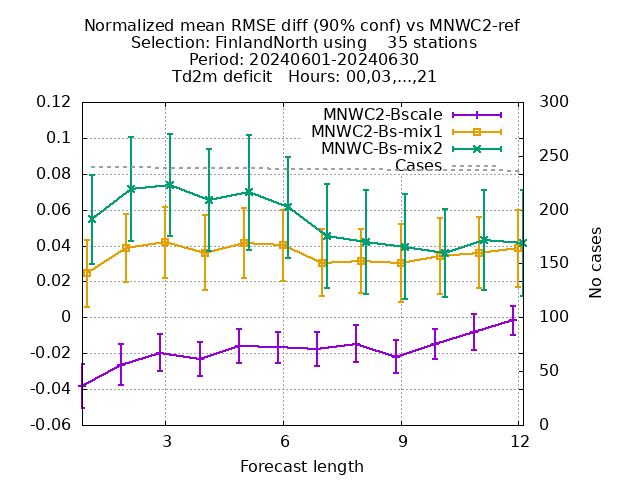 Normalized mean RMSE diff (90% conf) vs MNWC2-ref
Selection: FinlandNorth using    35 stations
Period: 20240601-20240630
Td2m deficit   Hours: 00,03,...,21
MNWC2-Bscale
MNWC2-Bs-mix1
MNWC-Bs-mix2
Cases
0.12
0.1
0.08
0.06
0.04
0.02
0
-0.02
-0.04
-0.06
300
250
200
150
100
50
0
No cases
3
6
9
12
Forecast length